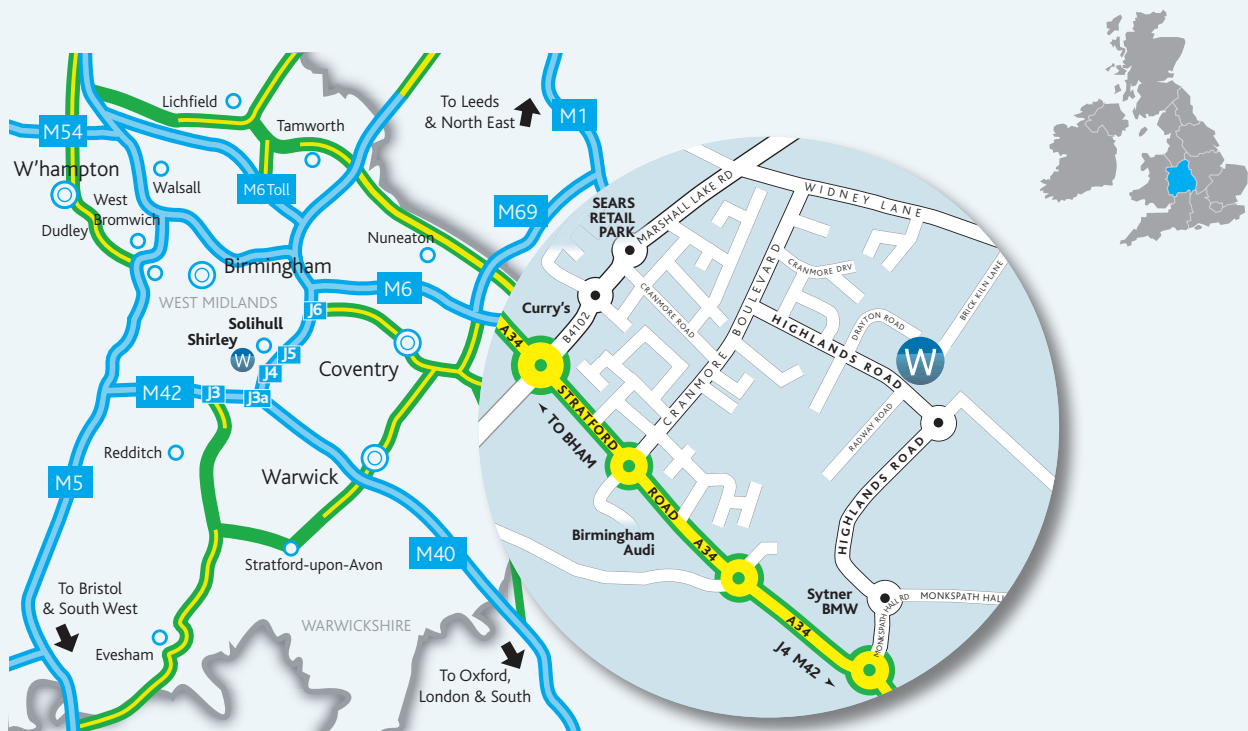 Lichfield
Tamworth
To Leeds
& North East
M1
M54
W'hampton
Walsall
M6 Toll
West
Bromwich
Dudley
M69
Nuneaton
Birmingham
M6
WEST MIDLANDS
J6
Solihull
Shirley
W
J5
J4
Coventry
M42
J3
J3a
Redditch
Warwick
M5
M40
Stratford-upon-Avon
To Bristol
& South West
WARWICKSHIRE
Evesham
To Oxford,
London & South
SEARS
RETAIL
PARK
MARSHALL LAKE RD
WIDNEY LANE
Curry's
B4102
CRANMORE ROAD
CRANMORE DRV
CRANMORE BOULEVARD
BRICK KILN LANE
DRAYTON ROAD
HIGHLANDS ROAD
W
RADWAY ROAD
HIGHLANDS ROAD
A34
STRATFORD ROAD
A34
TO BHAM
Birmingham
Audi
A34
J4 M42
Sytner
BMW
MONKSPATH HALL RD
MONKSPATH HALL